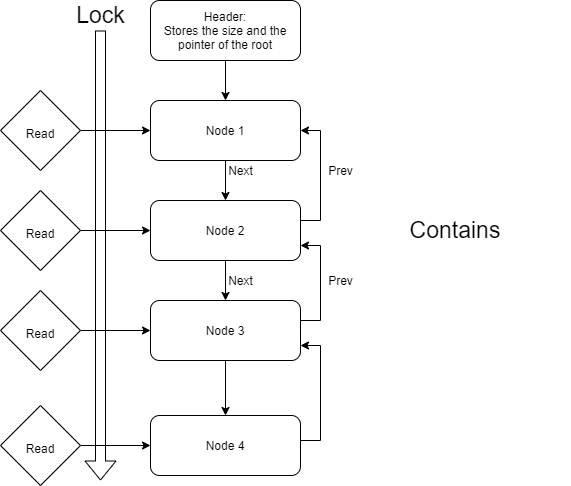 Lock
Header:
Stores the size and the
pointer of the root
Read
Node 1
Next
Prev
Read
Node 2
Contains
Next
Prev
Read
Node 3
Read
Node 4